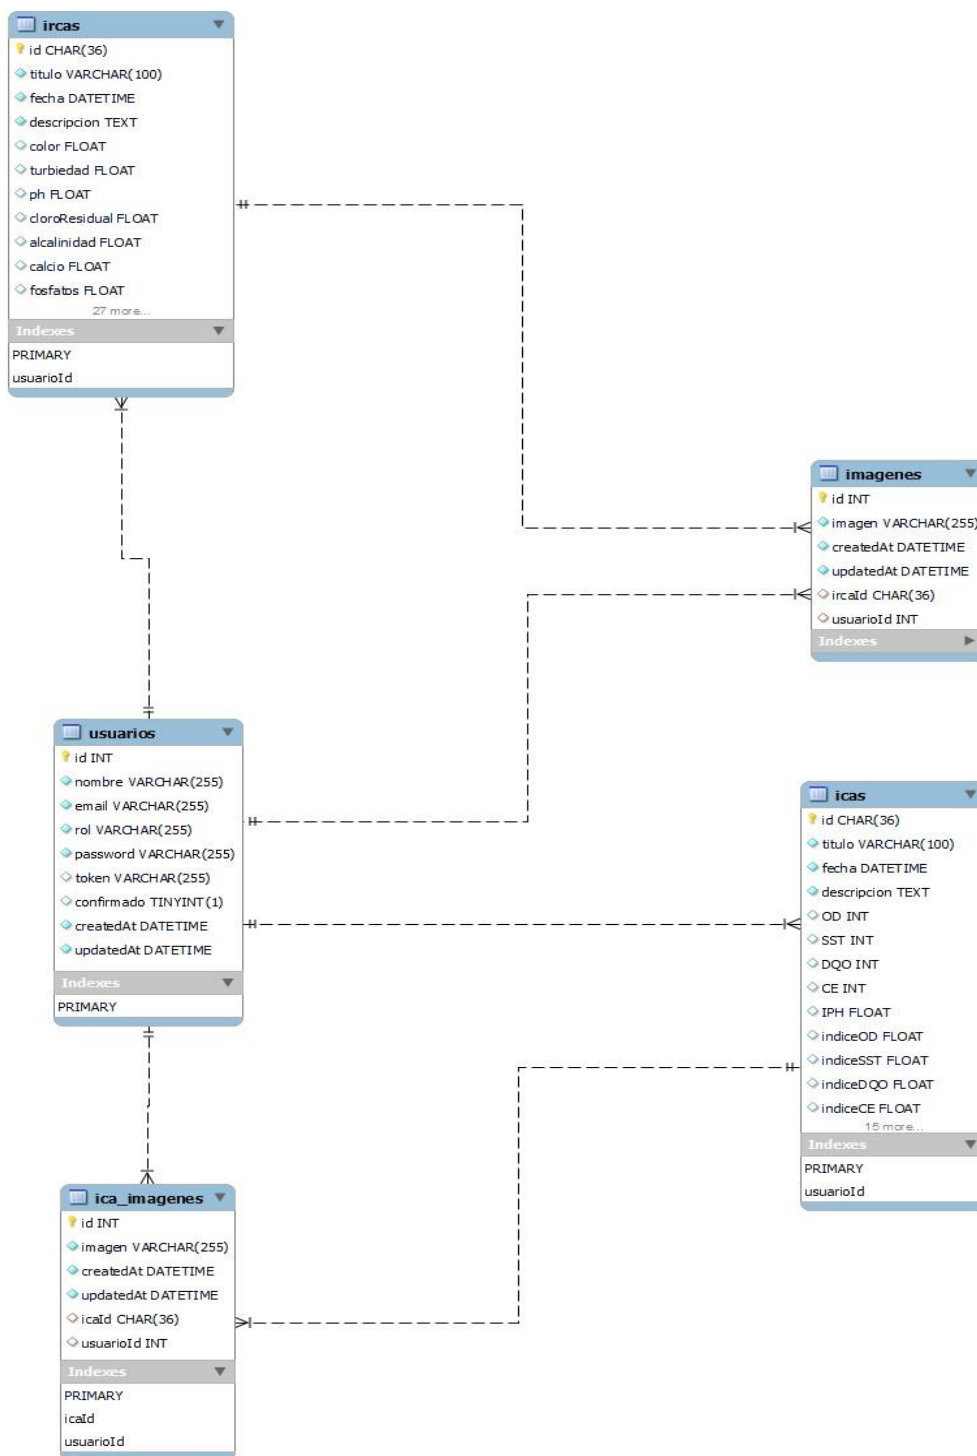 ircas
id CHAR(36)
titulo VARCHAR(100)
fecha DATETIME
descripcion TEXT
color FLOAT
turbiedad FLOAT
ph FLOAT
cloroResidual FLOAT
alcalinidad FLOAT
calcio FLOAT
fosfatos FLOAT
27 more...
Indexes
PRIMARY
usuarioId
imagenes
id INT
imagen VARCHAR(255)
createdAt DATETIME
updatedAt DATETIME
ircaId CHAR(36)
usuarioId INT
Indexes
usuarios
id INT
nombre VARCHAR(255)
email VARCHAR(255)
rol VARCHAR(255)
password VARCHAR(255)
token VARCHAR(255)
confirmado TINYINT(1)
createdAt DATETIME
updatedAt DATETIME
Indexes
PRIMARY
icas
id CHAR(36)
titulo VARCHAR(100)
fecha DATETIME
descripcion TEXT
OD INT
SST INT
DQO INT
CE INT
IPH FLOAT
indiceOD FLOAT
indiceSST FLOAT
indiceDQO FLOAT
indiceCE FLOAT
15 more...
Indexes
PRIMARY
usuarioId
ica_imagenes
id INT
imagen VARCHAR(255)
createdAt DATETIME
updatedAt DATETIME
icaId CHAR(36)
usuarioId INT
Indexes
PRIMARY
icaId
usuarioId